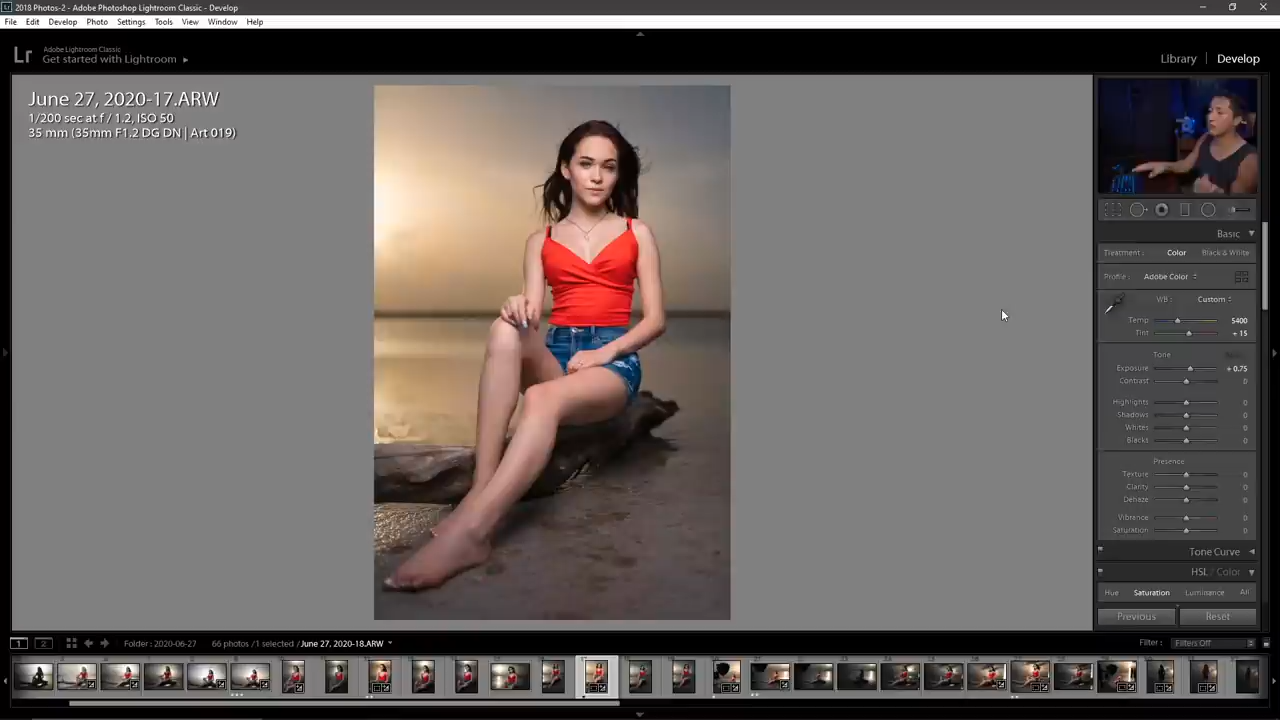 2018 Photos-2 - Adobe Photoshop Lightroom Classic - Develop
File Edit Develop Photo Settings Tools View Window Help
Lr Adobe Lightroom Classic
Get started with Lightroom
Library | Develop
June 27, 2020-17.ARW
1/200 sec at f / 1.2, ISO 50
35 mm (35mm F1.2 DG DN | Art 019)
Basic
Treatment: Color Black & White
Profile: Adobe Color
WB: Custom
Temp 5400
Tint + 15
Tone
Exposure + 0.75
Contrast 0
Highlights 0
Shadows 0
Whites 0
Blacks 0
Presence
Texture 0
Clarity 0
Dehaze 0
Vibrance 0
Saturation 0
Tone Curve
HSL / Color
Hue Saturation Luminance All
Previous Reset
1 2 Folder: 2020-06-27 66 photos /1 selected /June 27, 2020-18.ARW Filter: Filters Off